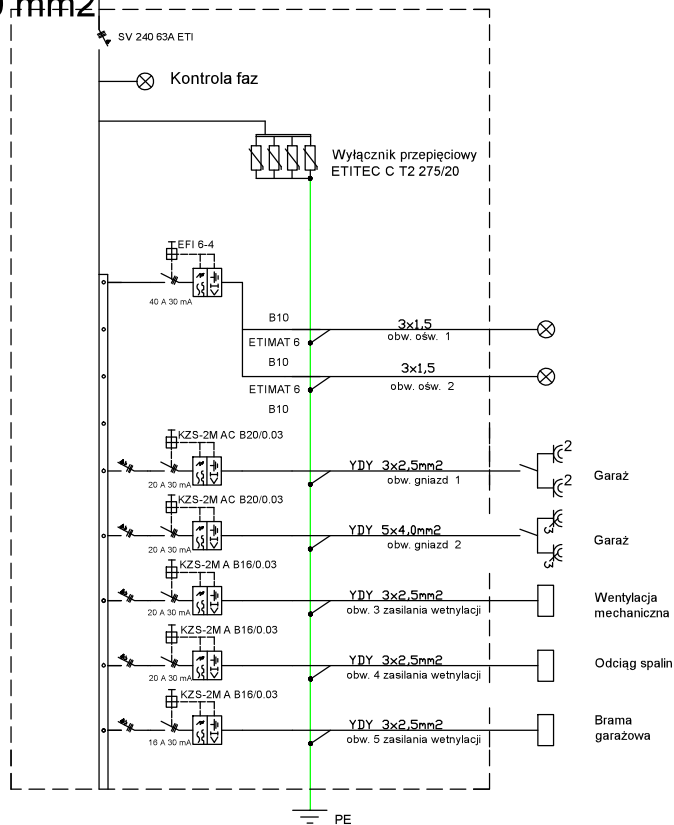 mm2
SV 240 63A ETI
Kontrola faz
Wyłącznik przepięciowy
ETITEC C T2 275/20
EFI 6-4
40 A 30 mA
B10
3x1,5
ETIMAT 6
obw. ośw. 1
B10
3x1,5
ETIMAT 6
obw. ośw. 2
B10
KZS-2M AC B20/0.03
2
YDY 3x2,5mm2
Garaż
20 A 30 mA
obw. gniazd 1
2
KZS-2M AC B20/0.03
3
YDY 5x4,0mm2
Garaż
20 A 30 mA
obw. gniazd 2
3
KZS-2M A B16/0.03
Wentylacja
mechaniczna
YDY 3x2,5mm2
20 A 30 mA
obw. 3 zasilania wetnylacji
KZS-2M A B16/0.03
YDY 3x2,5mm2
Odciąg spalin
20 A 30 mA
obw. 4 zasilania wetnylacji
KZS-2M A B16/0.03
Brama
garażowa
YDY 3x2,5mm2
16 A 30 mA
obw. 5 zasilania wetnylacji
PE